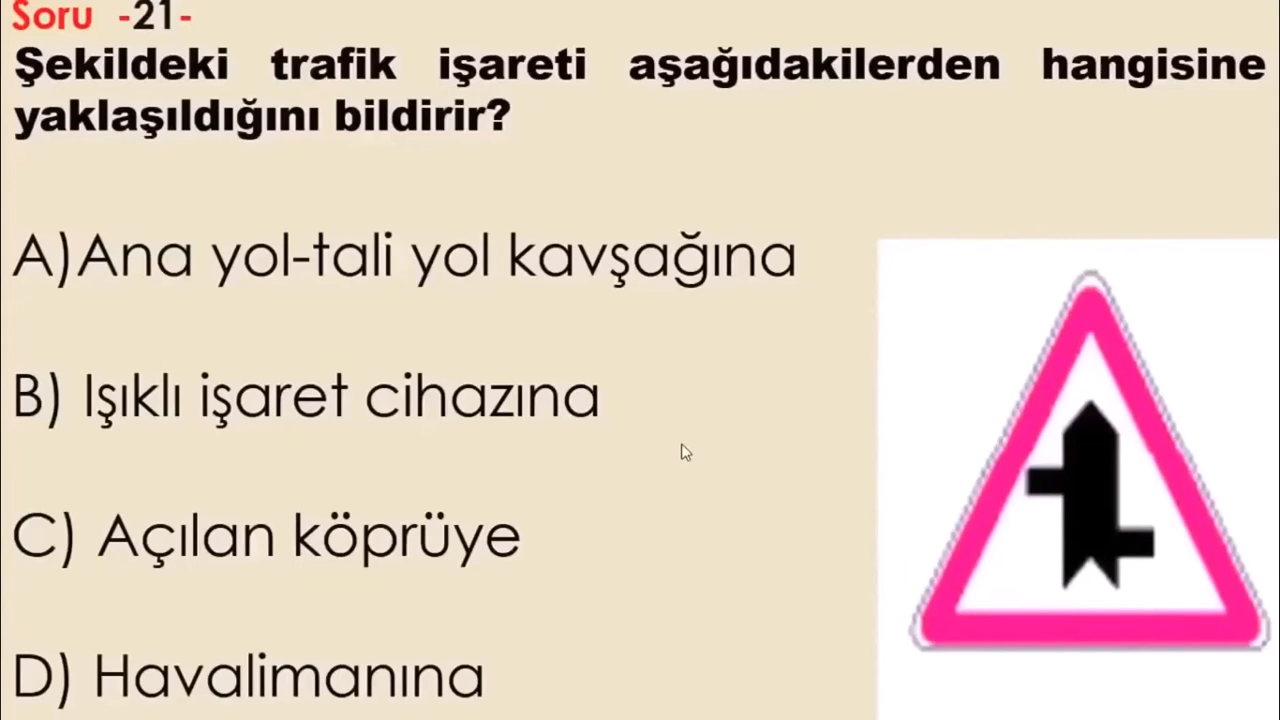 Soru -21-
Şekildeki trafik işareti aşağıdakilerden hangisine
yaklaşıldığını bildirir?
A)Ana yol-tali yol kavşağına
B) Işıklı işaret cihazına
C) Açılan köprüye
D) Havalimanına